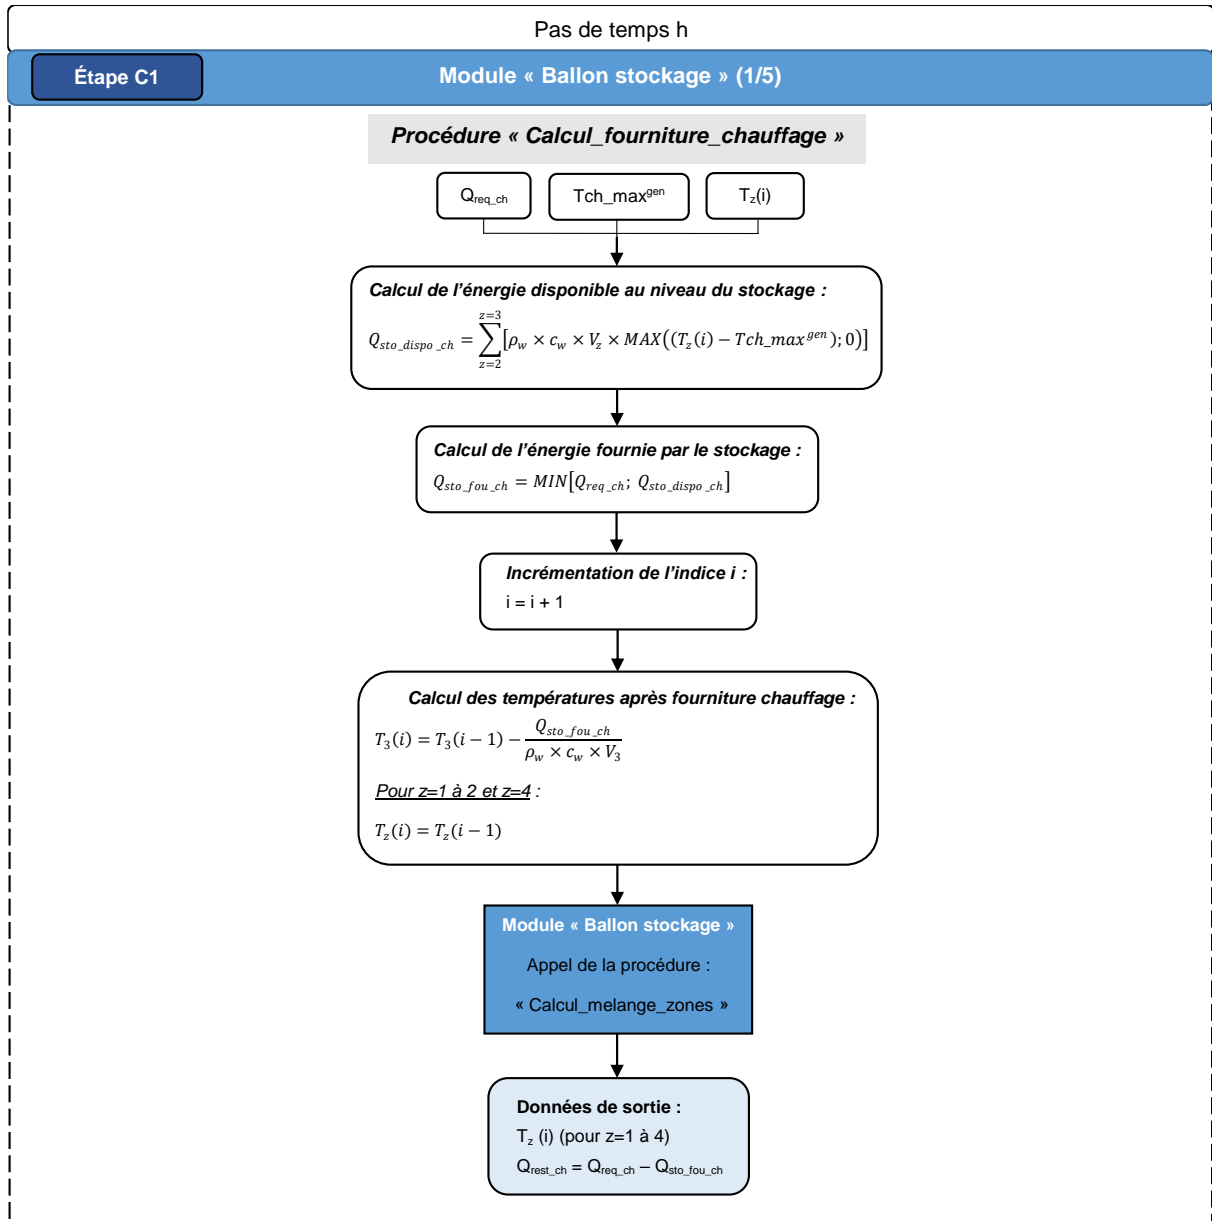 Pas de temps h
Étape C1
Module « Ballon stockage » (1/5)
Procédure « Calcul_fourniture_chauffage »
Q_req_ch
Tch_max^gen
T_z(i)
Calcul de l’énergie disponible au niveau du stockage :
Q_sto_dispo_ch = ∑_{z=2}^{z=3} [ρ_w × c_w × V_z × MAX((T_z(i) − Tch_max^gen); 0)]
Calcul de l’énergie fournie par le stockage :
Q_sto_fou_ch = MIN[Q_req_ch; Q_sto_dispo_ch]
Incrémentation de l’indice i :
i = i + 1
Calcul des températures après fourniture chauffage :
T_3(i) = T_3(i − 1) − Q_sto_fou_ch / (ρ_w × c_w × V_3)
Pour z=1 à 2 et z=4 :
T_z(i) = T_z(i − 1)
Module « Ballon stockage »
Appel de la procédure :
« Calcul_melange_zones »
Données de sortie :
T_z (i) (pour z=1 à 4)
Q_rest_ch = Q_req_ch – Q_sto_fou_ch